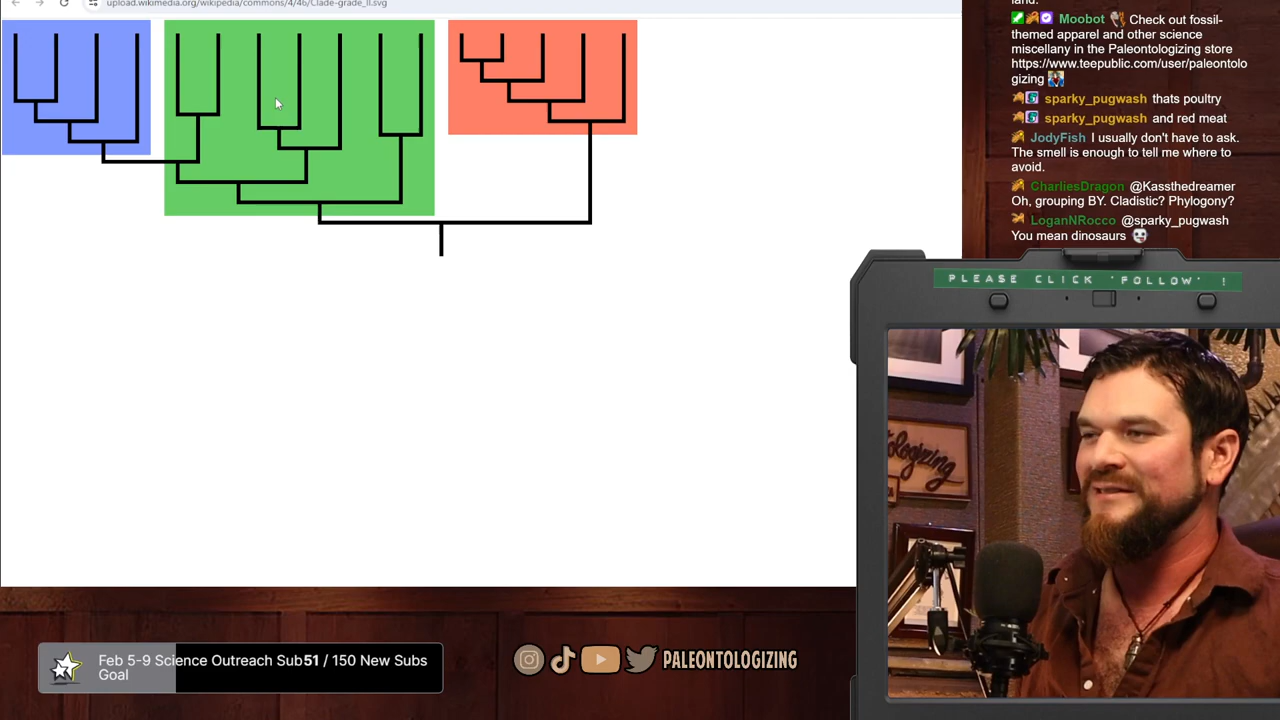 upload.wikimedia.org/wikipedia/commons/4/4b/Clade-grade_II.svg
land.
Moobot Check out fossil-
themed apparel and other science
miscellany in the Paleontologizing store
https://www.teepublic.com/user/paleontolo
gizing
sparky_pugwash thats poultry
sparky_pugwash and red meat
JodyFish I usually don't have to ask.
The smell is enough to tell me where to
avoid.
CharliesDragon @Kassthedreamer
Oh, grouping BY. Cladistic? Phylogony?
LoganNRocco @sparky_pugwash
You mean dinosaurs
PLEASE CLICK 'FOLLOW' !
Feb 5-9 Science Outreach Sub 51 / 150 New Subs
Goal
PALEONTOLOGIZING